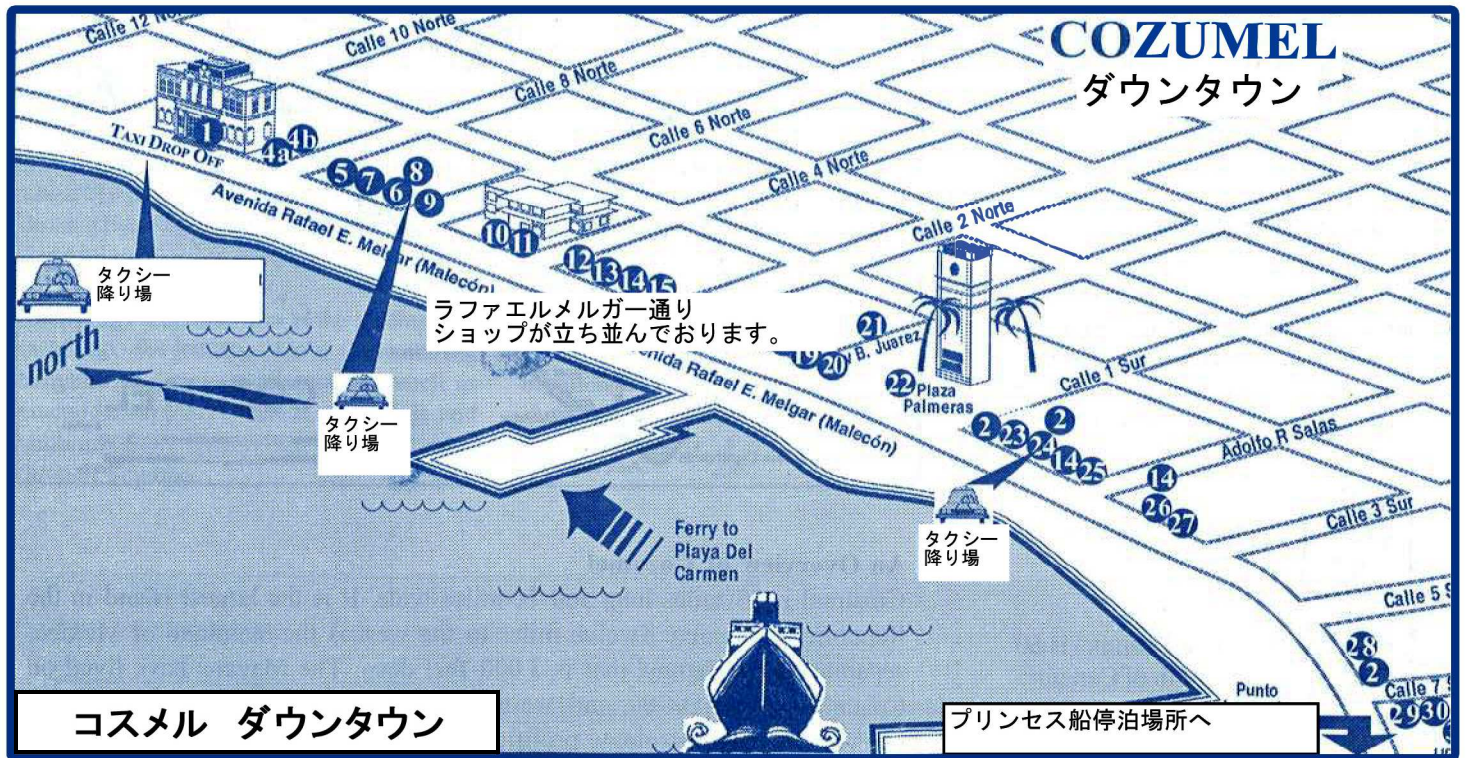 COZUMEL
ダウンタウン
Calle 10 Norte
Calle 8 Norte
Calle 6 Norte
Calle 4 Norte
Calle 2 Norte
Calle 12
1
4a
4b
TAXI DROP OFF
5
7
6
8
9
10
11
12
13
14
15
Avenida Rafael E. Melgar (Malecón)
タクシー
降り場
north
ラファエルメルガー通り
ショップが立ち並んでおります。
タクシー
降り場
19
20
21
B. Juarez
22
Plaza
Palmeras
Avenida Rafael E. Melgar (Malecón)
Calle 1 Sur
2
23
24
2
14
25
Adolfo R Salas
14
26
27
Calle 3 Sur
タクシー
降り場
Ferry to
Playa Del
Carmen
Calle 5
28
2
Calle 7
29
30
Punto
コスメル ダウンタウン
プリンセス船停泊場所へ